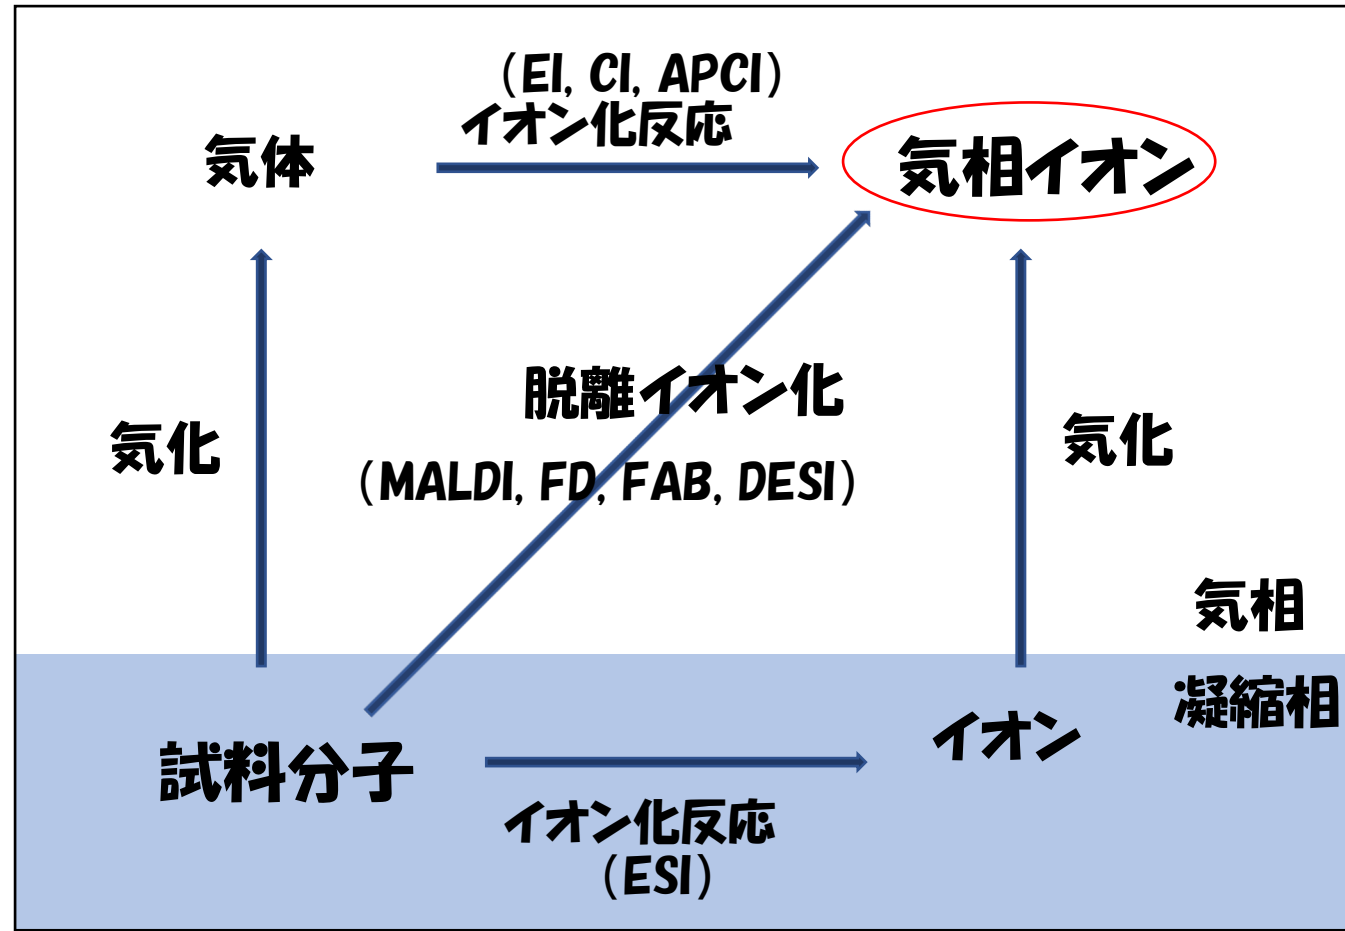 (EI, CI, APCI)
イオン化反応
気体
気相イオン
脱離イオン化
気化
気化
(MALDI, FD, FAB, DESI)
気相
凝縮相
イオン
試料分子
イオン化反応
(ESI)